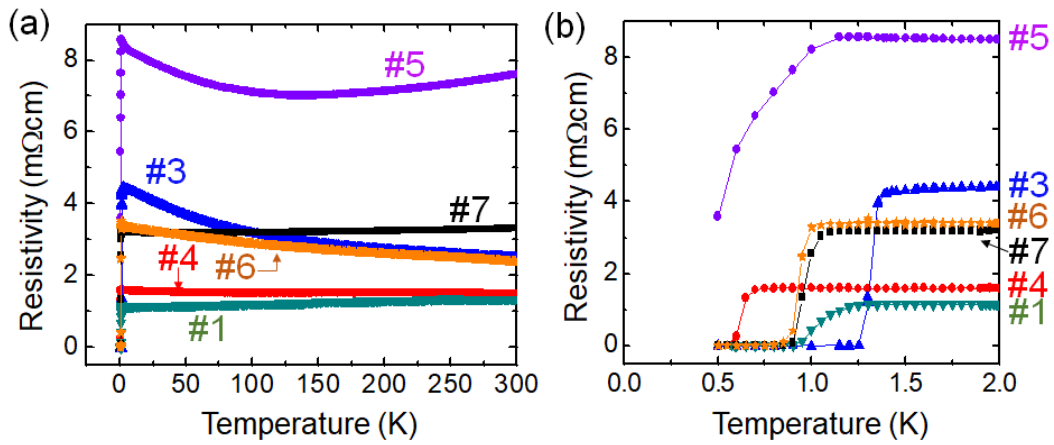 (a)
Resistivity (mΩcm)
8
6
4
2
0
#5
#3
#7
#4
#6
#1
0 50 100 150 200 250 300
Temperature (K)
(b)
Resistivity (mΩcm)
8
6
4
2
0
#5
#3
#6
#7
#4
#1
0.0 0.5 1.0 1.5 2.0
Temperature (K)